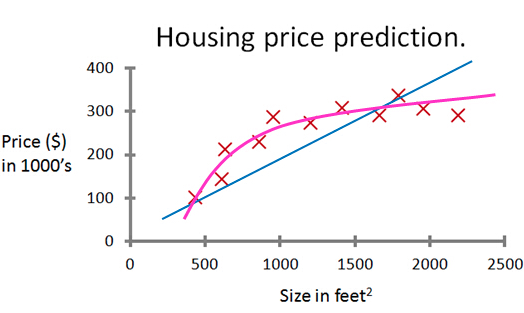 Housing price prediction.
400
300
200
100
0
Price ($)
in 1000's
0 500 1000 1500 2000 2500
Size in feet²